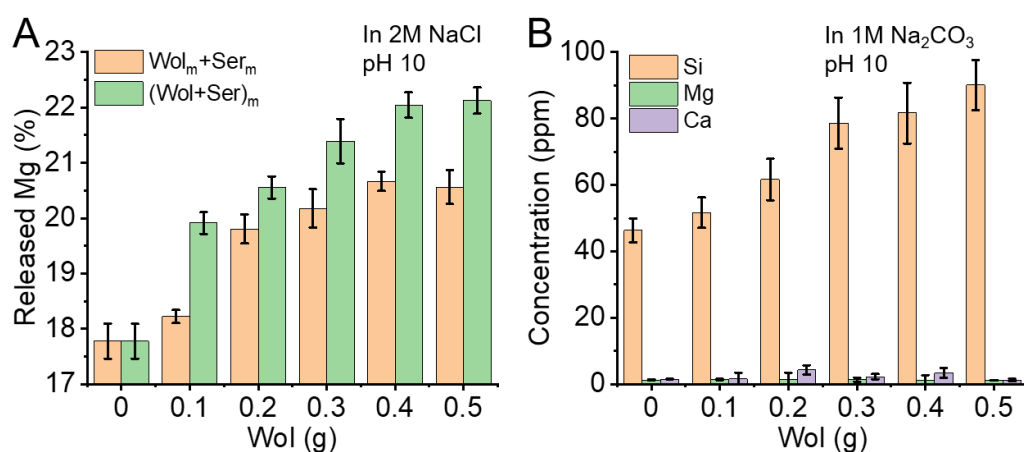 A
In 2M NaCl
pH 10
Wolₘ+Serₘ
(Wol+Ser)ₘ
Released Mg (%)
23
22
21
20
19
18
17
0 0.1 0.2 0.3 0.4 0.5
Wol (g)
B
In 1M Na₂CO₃
pH 10
Si
Mg
Ca
Concentration (ppm)
100
80
60
40
20
0
0 0.1 0.2 0.3 0.4 0.5
Wol (g)